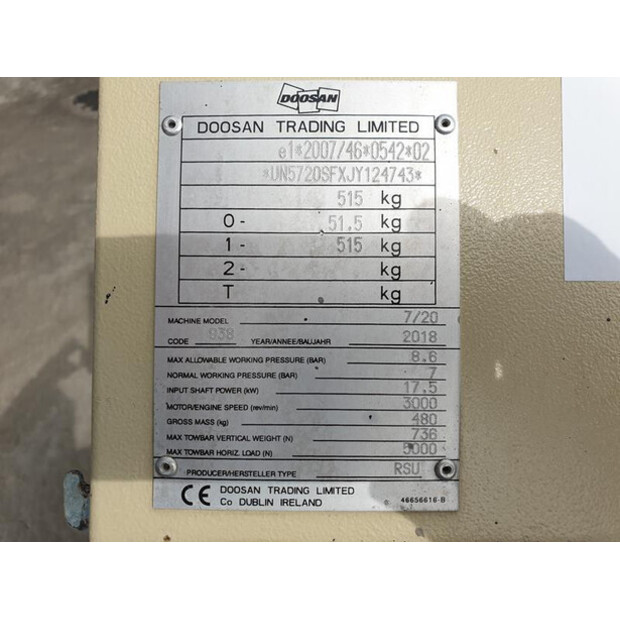 DOOSAN
DOOSAN TRADING LIMITED
e1*2007/46*0542*02
*UN5720SFXJY124743*
515 kg
0- 51.5 kg
1- 515 kg
2- kg
T kg
MACHINE MODEL 7/20
CODE 938 YEAR/ANNEE/BAUJAHR 2018
MAX ALLOWABLE WORKING PRESSURE (BAR) 8.6
NORMAL WORKING PRESSURE (BAR) 7
INPUT SHAFT POWER (kW) 17.5
MOTOR/ENGINE SPEED (rev/min) 3000
GROSS MASS (kg) 480
MAX TOWBAR VERTICAL WEIGHT (N) 736
MAX TOWBAR HORIZ. LOAD (N) 5000
PRODUCER/HERSTELLER TYPE RSU
CE DOOSAN TRADING LIMITED
Co DUBLIN IRELAND 46656616-B